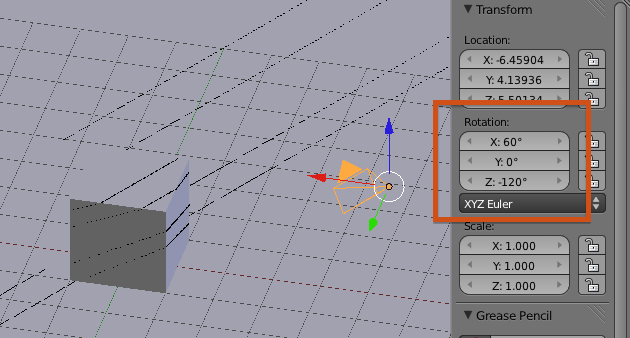 Transform
Location:
X: -6.45904
Y: 4.13936
Z: 5.50134
Rotation:
X: 60°
Y: 0°
Z: -120°
XYZ Euler
Scale:
X: 1.000
Y: 1.000
Z: 1.000
Grease Pencil